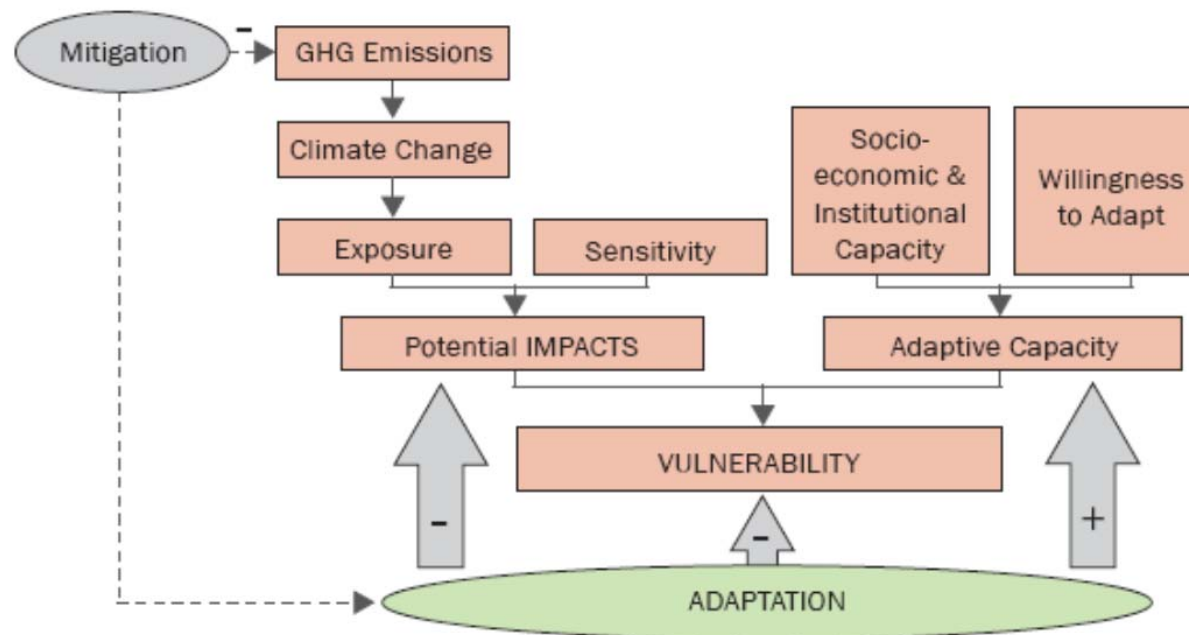 Mitigation
-
GHG Emissions
Climate Change
Exposure
Sensitivity
Socio-
economic &
Institutional
Capacity
Willingness
to Adapt
Potential IMPACTS
Adaptive Capacity
VULNERABILITY
-
-
+
ADAPTATION